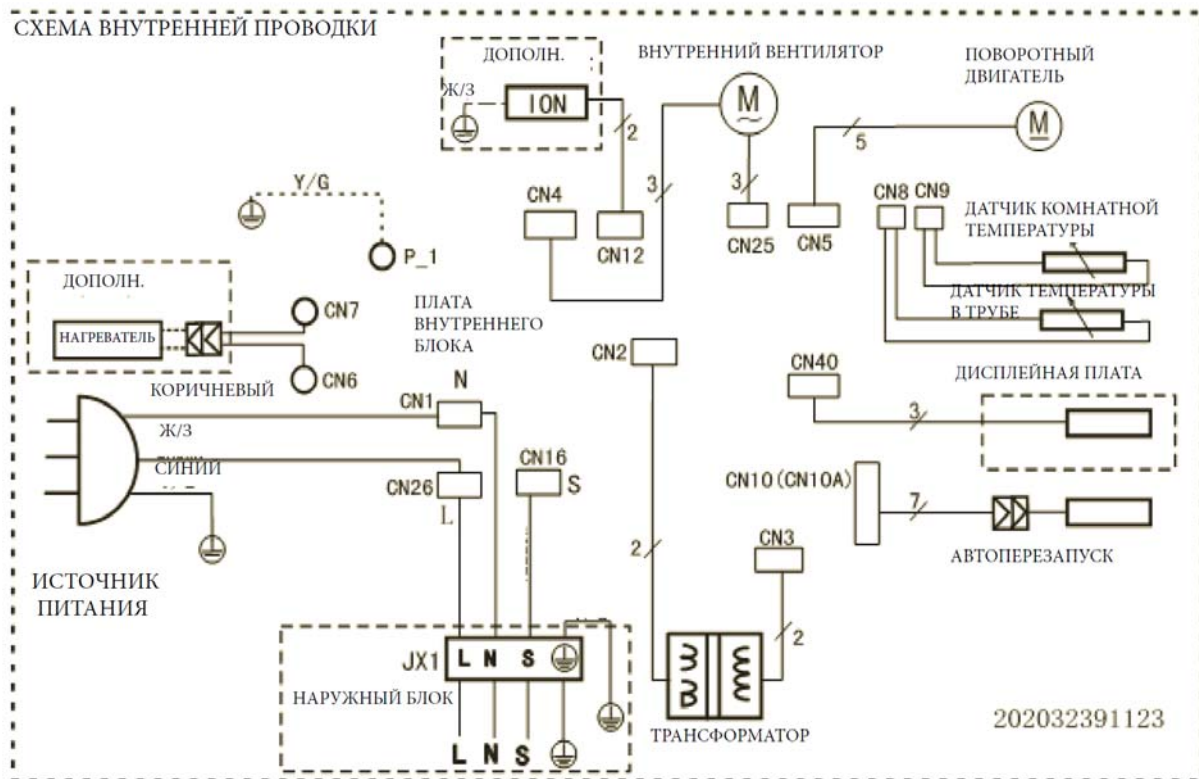 СХЕМА ВНУТРЕННЕЙ ПРОВОДКИ
ДОПОЛН.
Ж/З
ION
2
ВНУТРЕННИЙ ВЕНТИЛЯТОР
M
3
3
ПОВОРОТНЫЙ
ДВИГАТЕЛЬ
M
5
Y/G
P_1
CN4
CN12
CN25
CN5
CN8
CN9
ДАТЧИК КОМНАТНОЙ
ТЕМПЕРАТУРЫ
ДАТЧИК ТЕМПЕРАТУРЫ
В ТРУБЕ
ДОПОЛН.
НАГРЕВАТЕЛЬ
CN7
CN6
ПЛАТА
ВНУТРЕННЕГО
БЛОКА
CN2
CN40
3
ДИСПЛЕЙНАЯ ПЛАТА
КОРИЧНЕВЫЙ
Ж/З
СИНИЙ
N
CN1
CN26
L
CN16
S
CN10(CN10A)
7
АВТОПЕРЕЗАПУСК
2
CN3
2
ИСТОЧНИК
ПИТАНИЯ
JX1
L N S
НАРУЖНЫЙ БЛОК
L N S
ТРАНСФОРМАТОР
202032391123